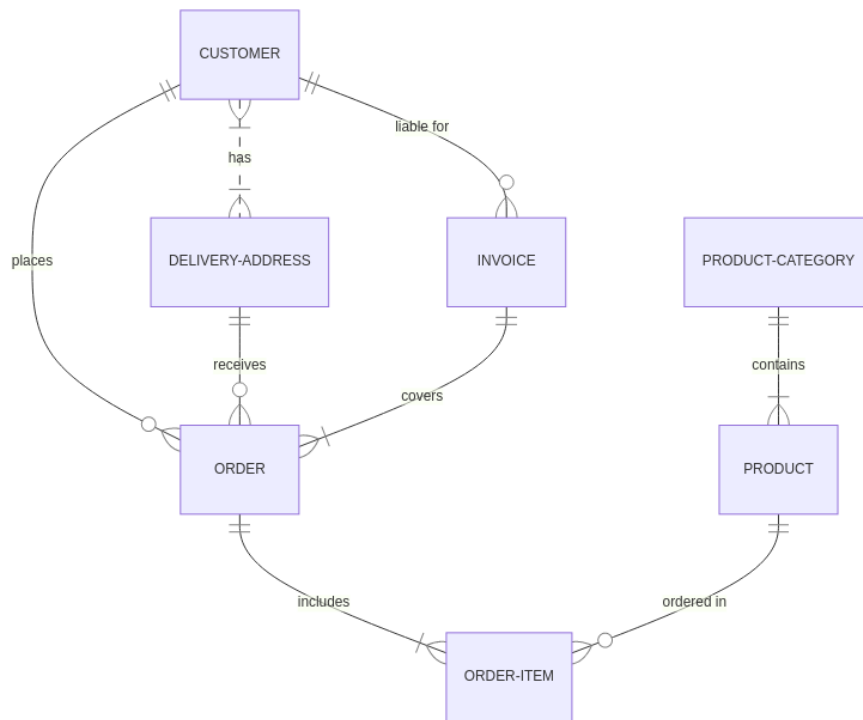 CUSTOMER
liable for
has
places
DELIVERY-ADDRESS
INVOICE
PRODUCT-CATEGORY
receives
covers
contains
ORDER
PRODUCT
includes
ordered in
ORDER-ITEM